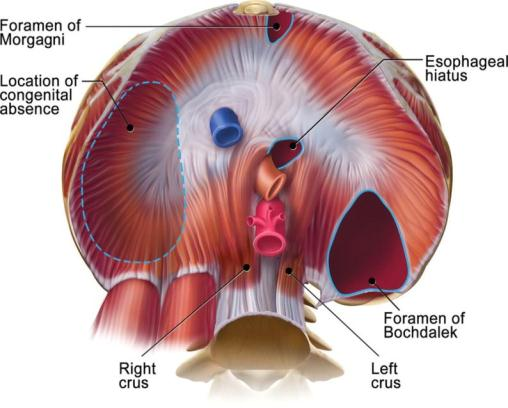 Foramen of
Morgagni
Location of
congenital
absence
Esophageal
hiatus
Foramen of
Bochdalek
Right
crus
Left
crus